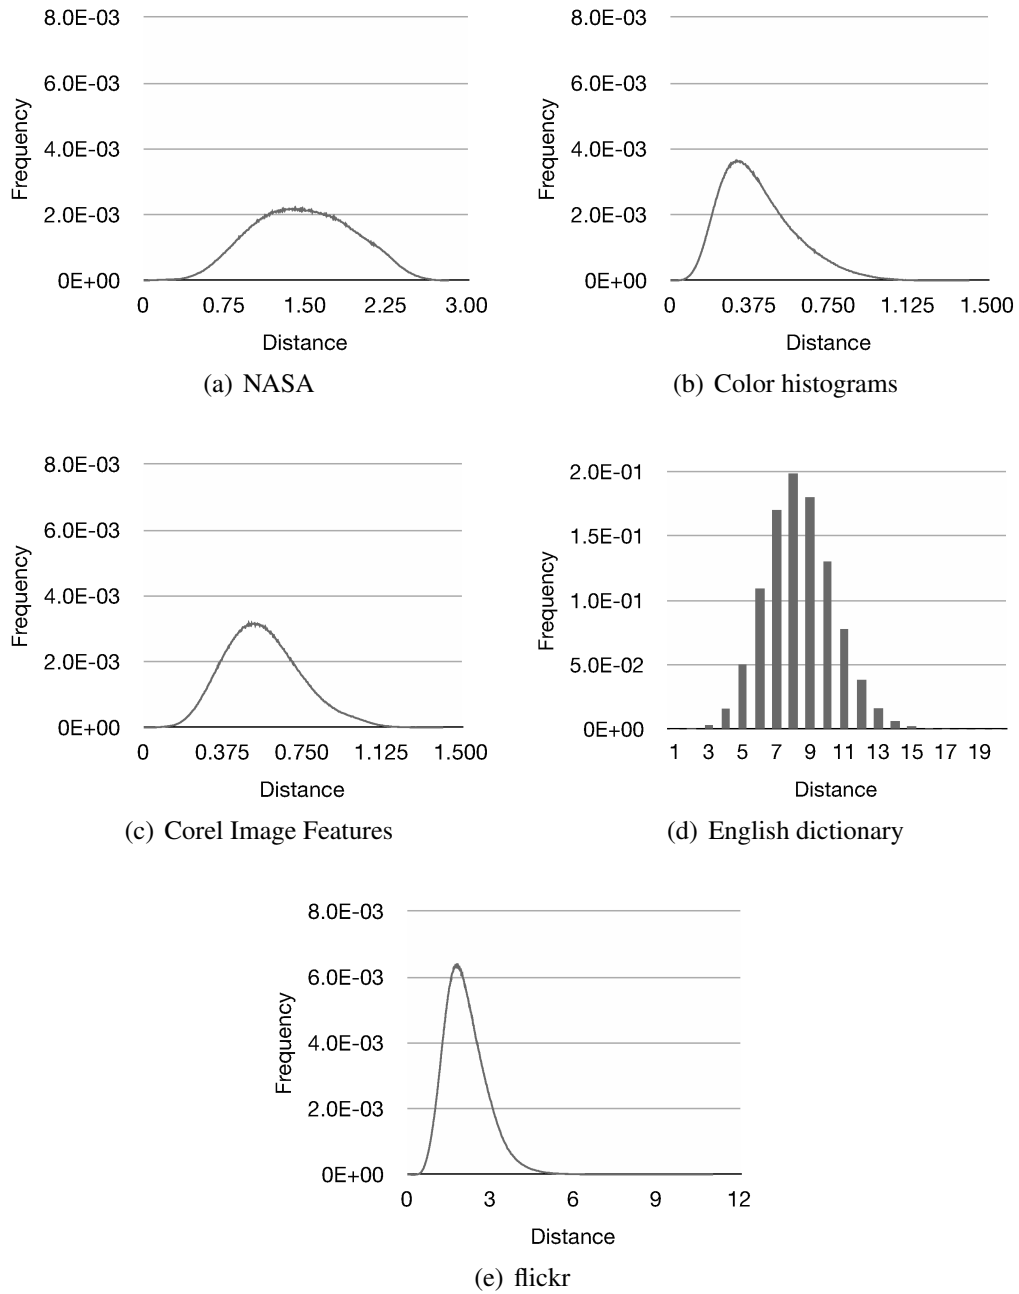 8.0E-03
6.0E-03
4.0E-03
2.0E-03
0E+00
Frequency
0 0.75 1.50 2.25 3.00
Distance
(a) NASA
8.0E-03
6.0E-03
4.0E-03
2.0E-03
0E+00
Frequency
0 0.375 0.750 1.125 1.500
Distance
(b) Color histograms
8.0E-03
6.0E-03
4.0E-03
2.0E-03
0E+00
Frequency
0 0.375 0.750 1.125 1.500
Distance
(c) Corel Image Features
2.0E-01
1.5E-01
1.0E-01
5.0E-02
0E+00
Frequency
1 3 5 7 9 11 13 15 17 19
Distance
(d) English dictionary
8.0E-03
6.0E-03
4.0E-03
2.0E-03
0E+00
Frequency
0 3 6 9 12
Distance
(e) flickr